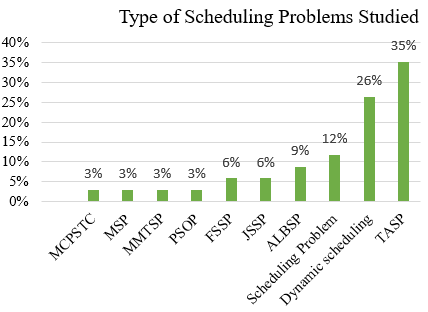 Type of Scheduling Problems Studied
40%
35%
30%
25%
20%
15%
10%
5%
0%
3%
3%
3%
3%
6%
6%
9%
12%
26%
35%
MCPSTC
MSP
MMTSP
PSOP
FSSP
JSSP
ALBSP
Scheduling Problem
Dynamic scheduling
TASP